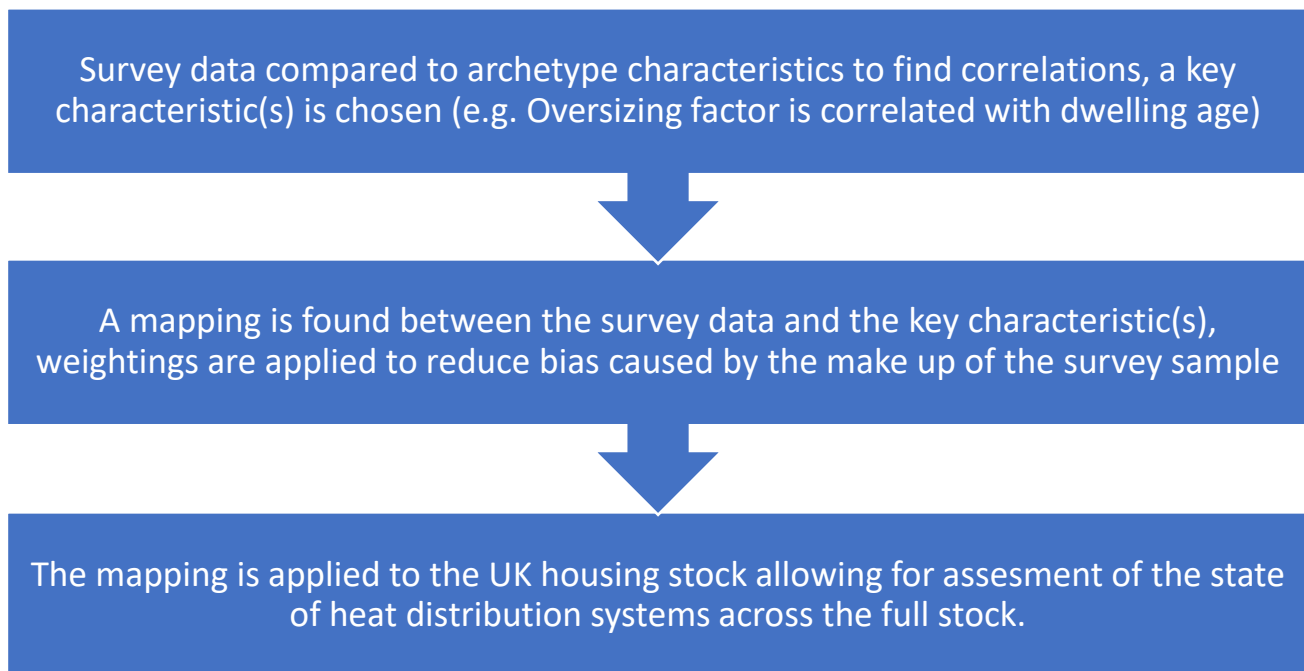 Survey data compared to archetype characteristics to find correlations, a key
characteristic(s) is chosen (e.g. Oversizing factor is correlated with dwelling age)
A mapping is found between the survey data and the key characteristic(s),
weightings are applied to reduce bias caused by the make up of the survey sample
The mapping is applied to the UK housing stock allowing for assesment of the state
of heat distribution systems across the full stock.